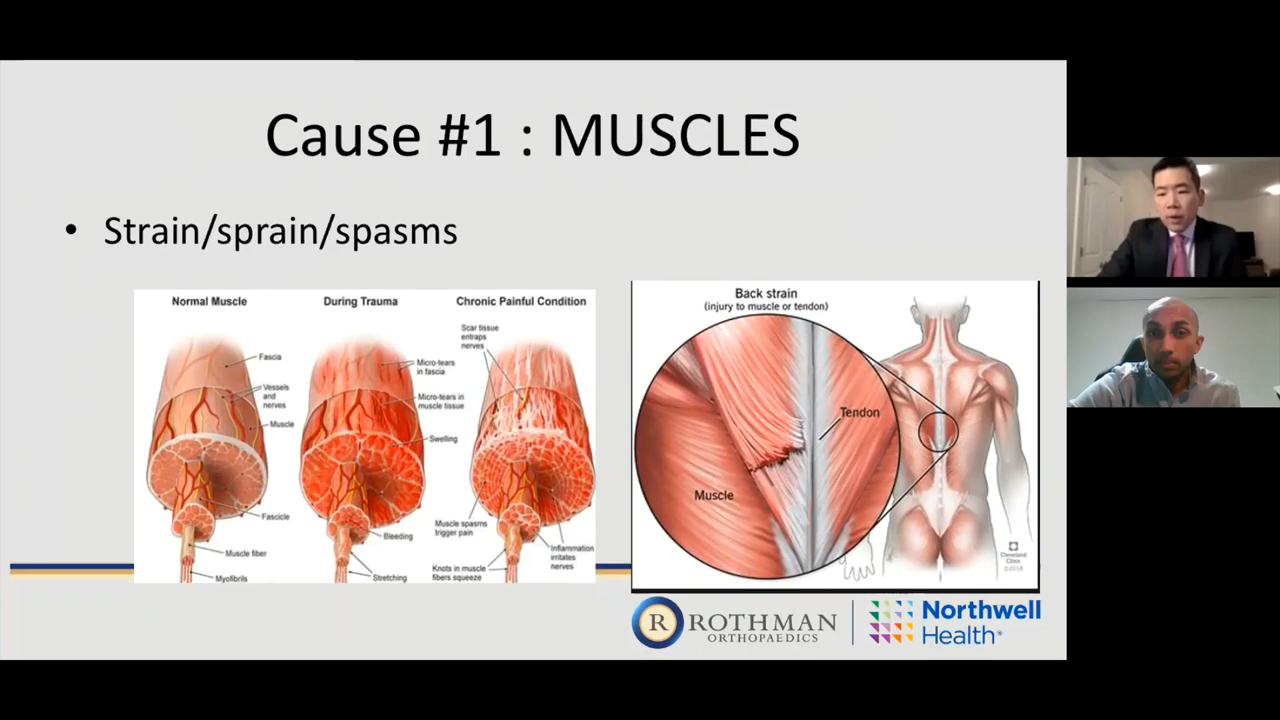 Cause #1 : MUSCLES
• Strain/sprain/spasms
Normal Muscle
Fascia
Vessels
and
nerves
Muscle
Fascicle
Muscle fiber
Myofibrils
During Trauma
Micro-tears
in fascia
Micro-tears in
muscle tissue
Swelling
Bleeding
Stretching
Chronic Painful Condition
Scar tissue
entraps
nerves
Muscle spasms
trigger pain
Knots in muscle
fibers squeeze
Inflammation
irritates
nerves
Back strain
(injury to muscle or tendon)
Tendon
Muscle
Cleveland
Clinic
©2018
R ROTHMAN
ORTHOPAEDICS
Northwell
Health®